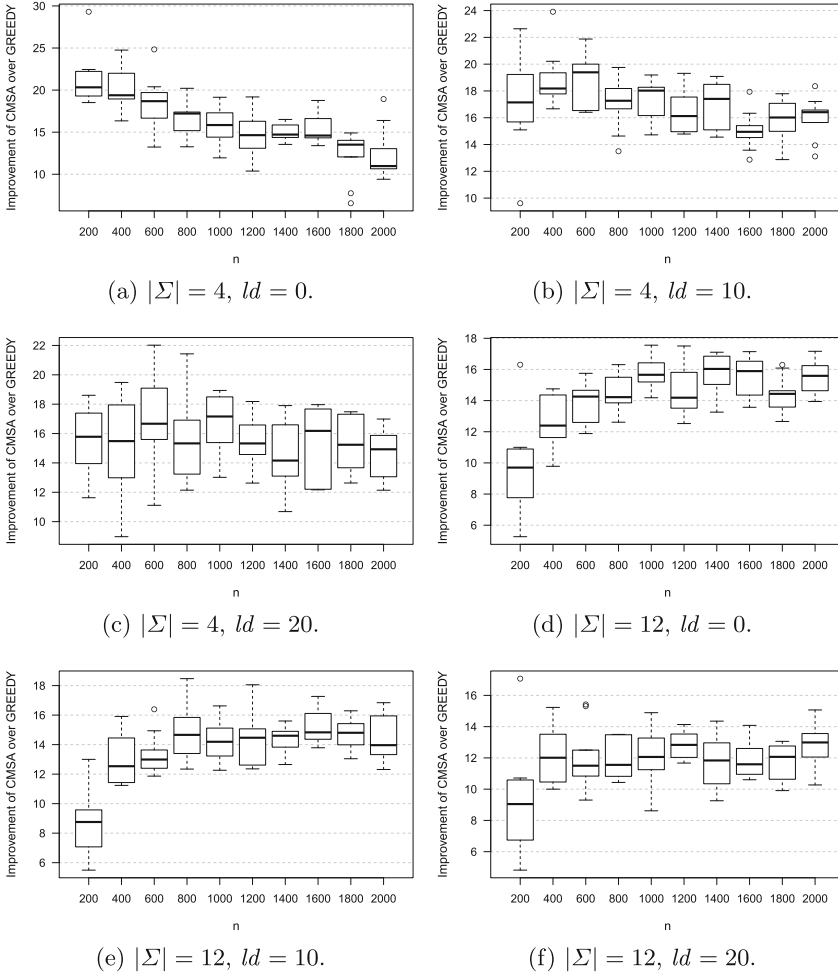 Improvement of CMSA over GREEDY
30
25
20
15
10
200 400 600 800 1000 1200 1400 1600 1800 2000
n
(a) |Σ| = 4, ld = 0.
Improvement of CMSA over GREEDY
24
22
20
18
16
14
12
10
200 400 600 800 1000 1200 1400 1600 1800 2000
n
(b) |Σ| = 4, ld = 10.
Improvement of CMSA over GREEDY
22
20
18
16
14
12
10
200 400 600 800 1000 1200 1400 1600 1800 2000
n
(c) |Σ| = 4, ld = 20.
Improvement of CMSA over GREEDY
18
16
14
12
10
8
6
200 400 600 800 1000 1200 1400 1600 1800 2000
n
(d) |Σ| = 12, ld = 0.
Improvement of CMSA over GREEDY
18
16
14
12
10
8
6
200 400 600 800 1000 1200 1400 1600 1800 2000
n
(e) |Σ| = 12, ld = 10.
Improvement of CMSA over GREEDY
16
14
12
10
8
6
200 400 600 800 1000 1200 1400 1600 1800 2000
n
(f) |Σ| = 12, ld = 20.